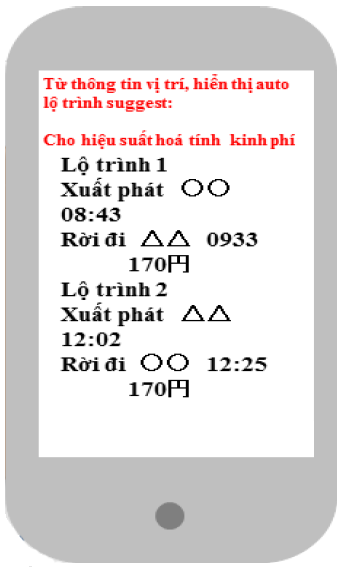 Từ thông tin vị trí, hiển thị auto
lộ trình suggest:
Cho hiệu suất hoá tính kinh phí
Lộ trình 1
Xuất phát ○○
08:43
Rời đi △△ 0933
170円
Lộ trình 2
Xuất phát △△
12:02
Rời đi ○○ 12:25
170円